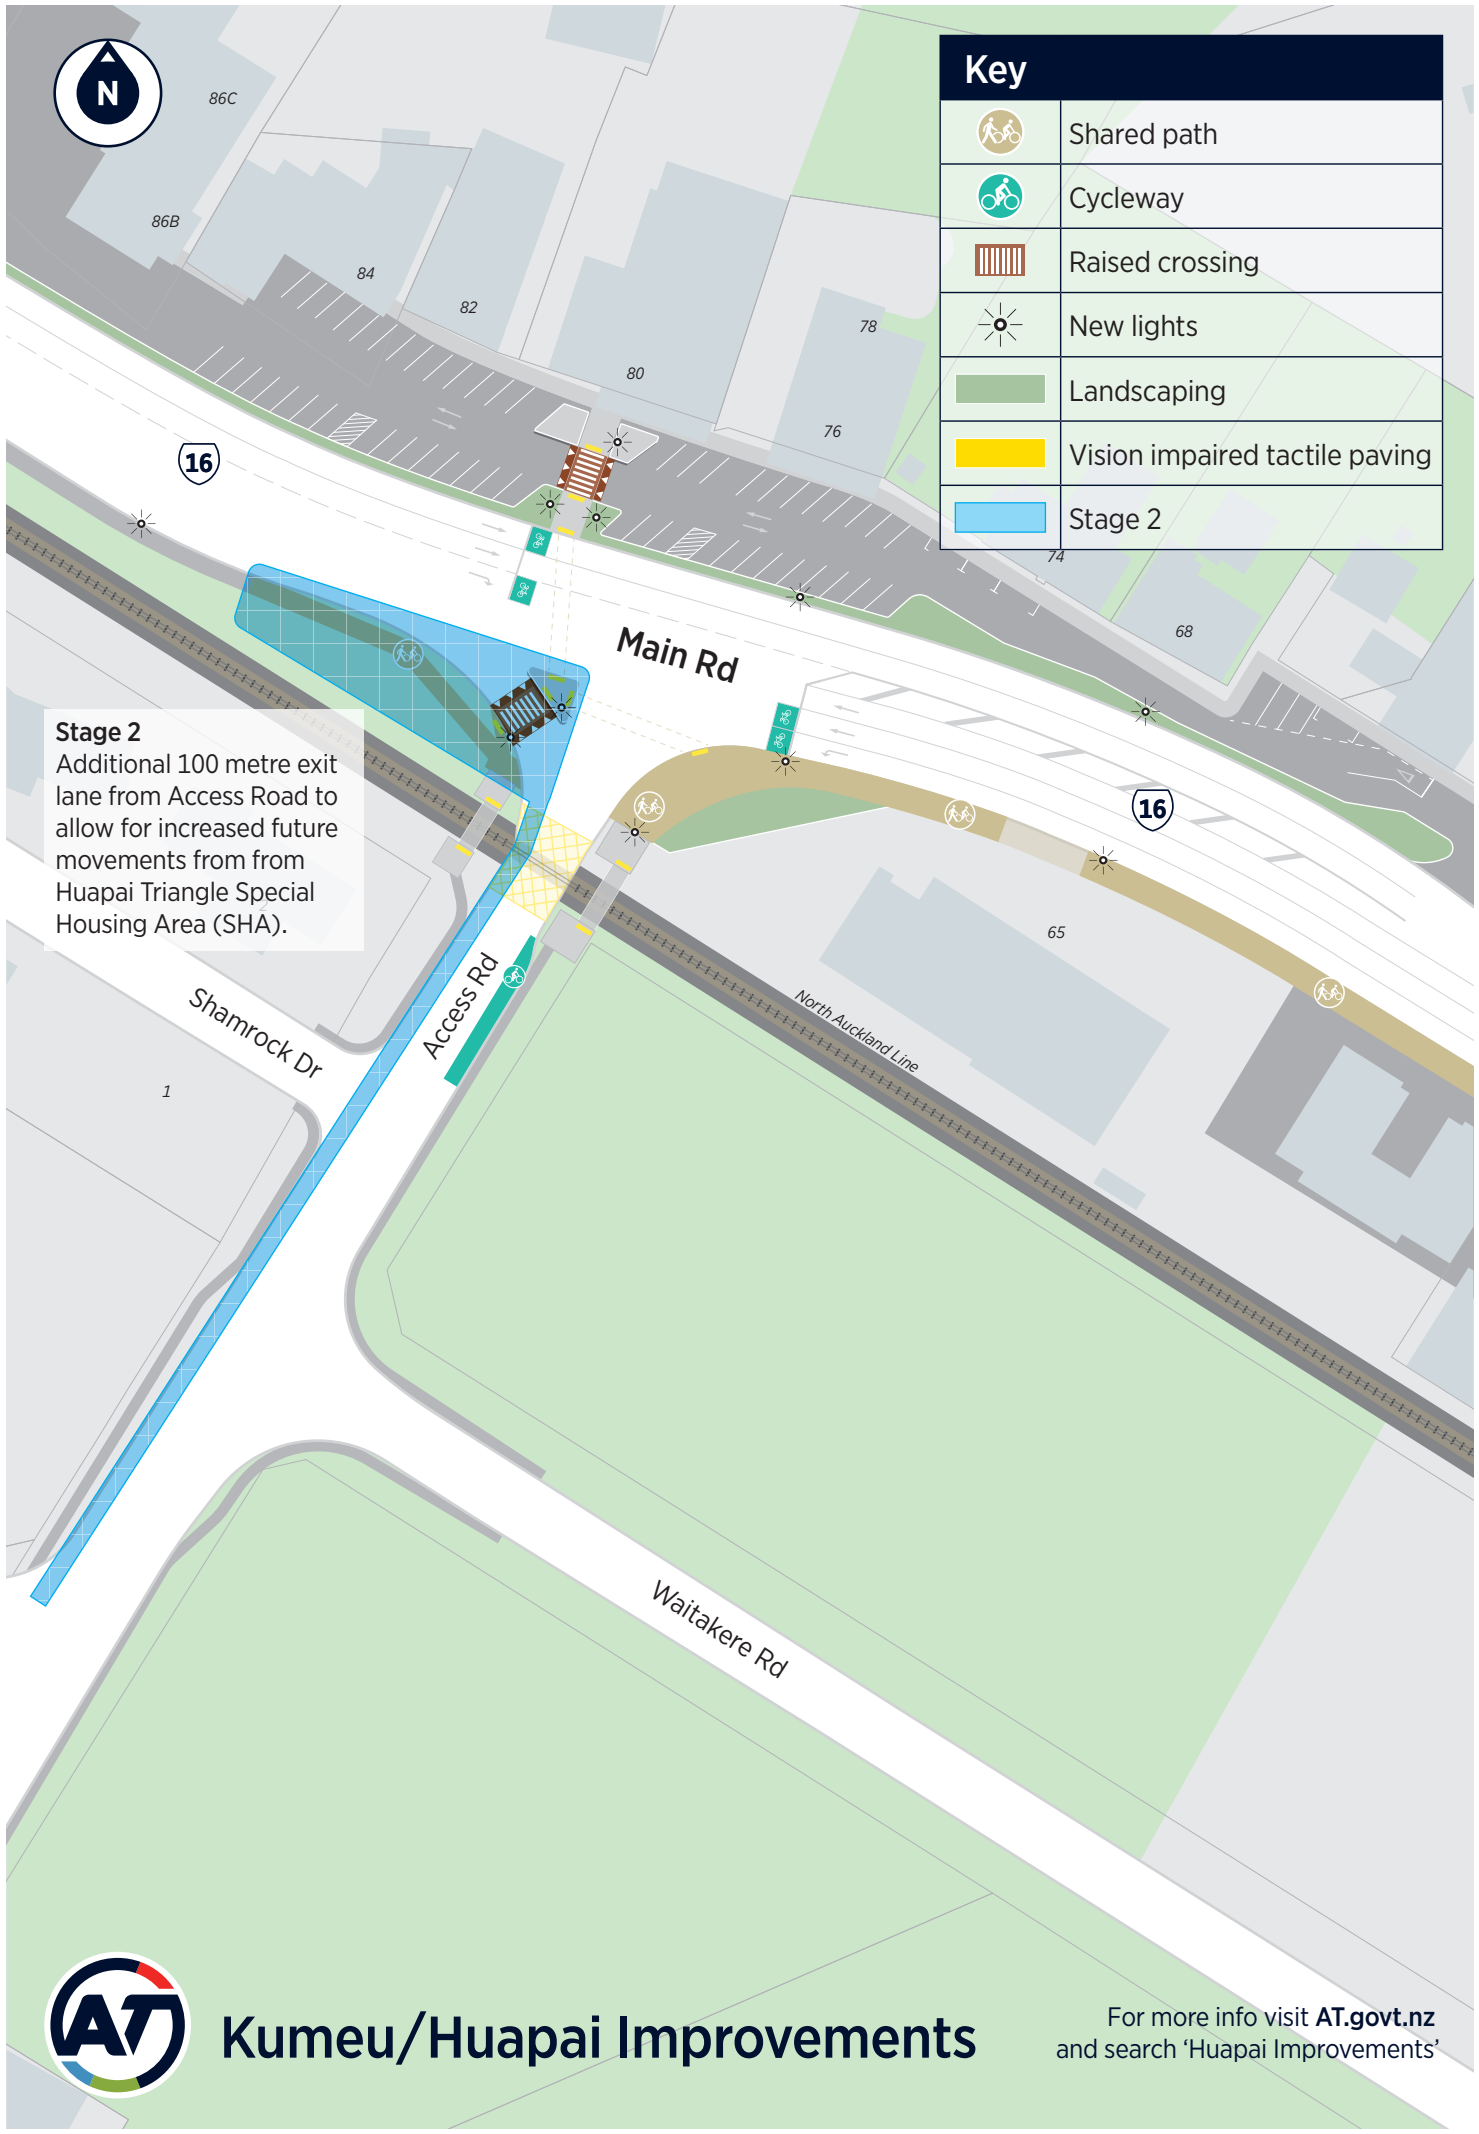 N
Key
Shared path
Cycleway
Raised crossing
New lights
Landscaping
Vision impaired tactile paving
Stage 2
86C
86B
84
82
80
78
76
74
68
16
Main Rd
16
Stage 2
Additional 100 metre exit
lane from Access Road to
allow for increased future
movements from from
Huapai Triangle Special
Housing Area (SHA).
65
North Auckland Line
Access Rd
Shamrock Dr
1
Waitakere Rd
AT
Kumeu/Huapai Improvements
For more info visit AT.govt.nz
and search ‘Huapai Improvements’